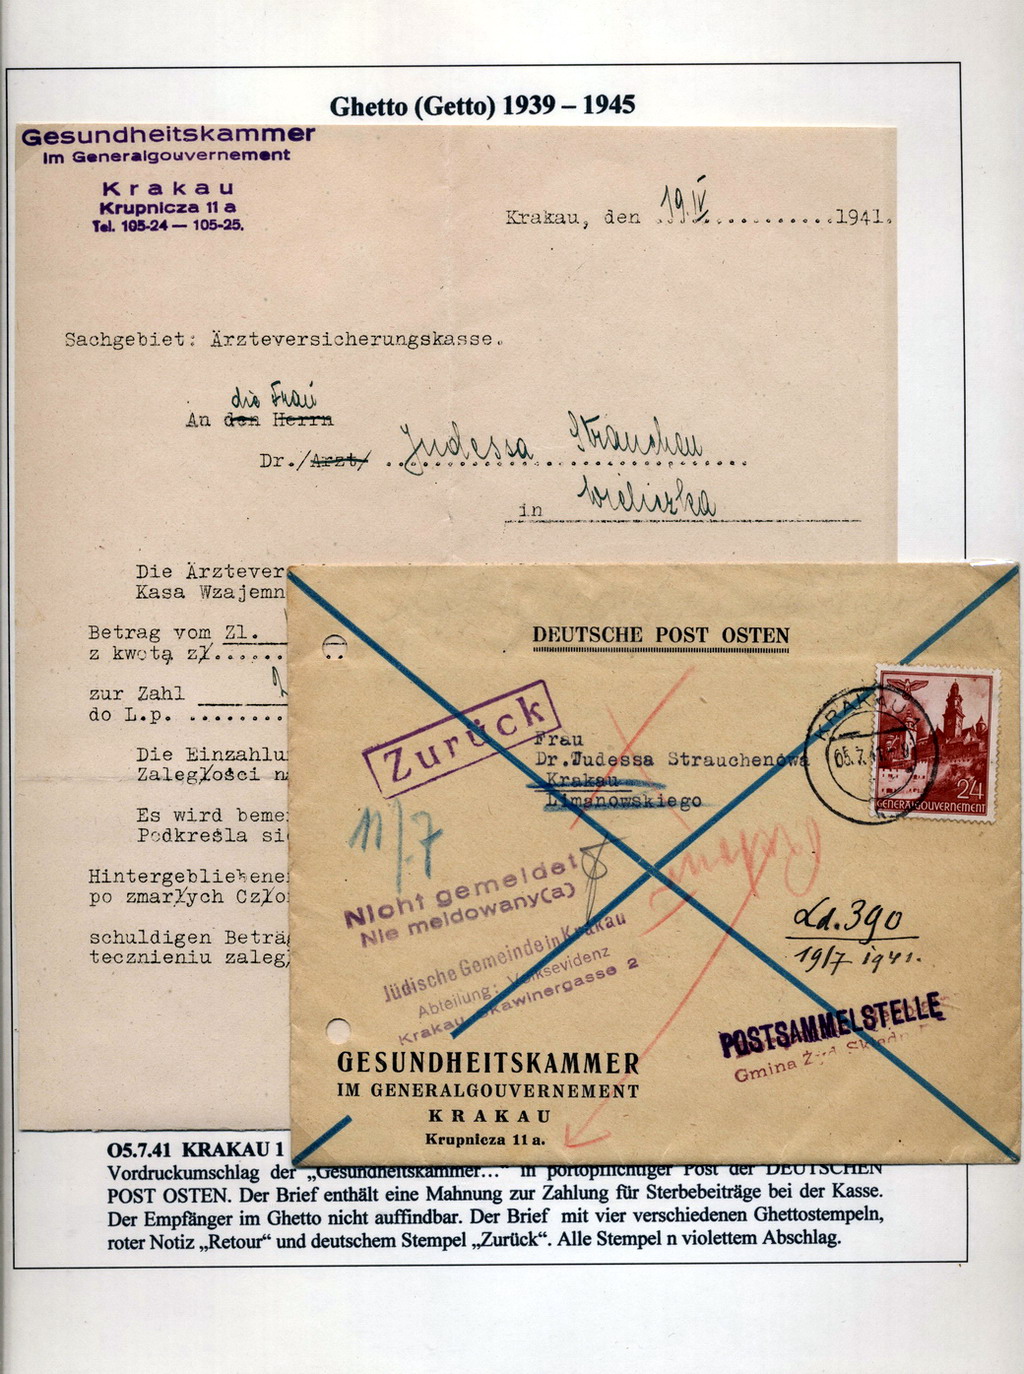 Ghetto (Getto) 1939 – 1945
Gesundheitskammer
im Generalgouvernement
Krakau
Krupnicza 11 a
Tel. 105-24 — 105-25.
Krakau, den 19.IV. 1941.
Sachgebiet: Ärzteversicherungskasse.
die Frau
An den Herrn
Dr./Arzt/ Judessa Strauchen
in Wieliczka
Die Ärztever
Kasa Wzajemn
Betrag vom Zl.
z kwotą zł.....
zur Zahl
do L.p. ........
Die Einzahlu
Zaległości n
Es wird beme
Podkreśla si
Hintergebliebene
po zmarłych Czło
schuldigen Beträ
tecznieniu zaleg
DEUTSCHE POST OSTEN
Zurück
Frau
Dr.Judessa Strauchenowa
Krakau
Limanowskiego
KRAKAU 1
05.7.41
24
GENERALGOUVERNEMENT
11/7
Retour
Nicht gemeldet
Nie meldowany(a)
Jüdische Gemeinde in Krakau
Abteilung: Volksevidenz
Krakau, Skawinergasse 2
Ld. 390
19/7 1941.
POSTSAMMELSTELLE
Gmina Żyd.
GESUNDHEITSKAMMER
IM GENERALGOUVERNEMENT
KRAKAU
Krupnicza 11 a.
O5.7.41 KRAKAU 1
Vordruckumschlag der „Gesundheitskammer...“ in portopflichtiger Post der DEUTSCHEN
POST OSTEN. Der Brief enthält eine Mahnung zur Zahlung für Sterbebeiträge bei der Kasse.
Der Empfänger im Ghetto nicht auffindbar. Der Brief mit vier verschiedenen Ghettostempeln,
roter Notiz „Retour“ und deutschem Stempel „Zurück“. Alle Stempel n violettem Abschlag.